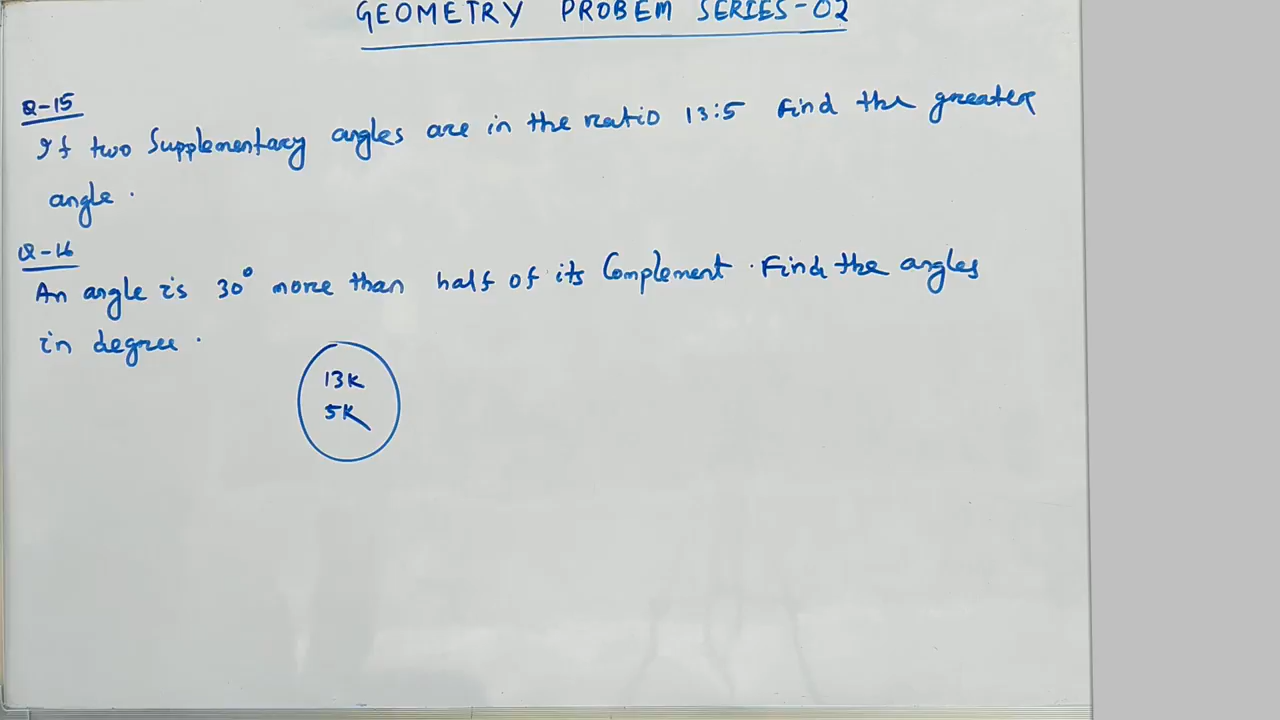 GEOMETRY PROBEM SERIES-02
Q-15
If two Supplementary angles are in the ratio 13:5 Find the greater
angle.
Q-16
An angle is 30° more than half of its Complement. Find the angles
in degree.
13K
5K